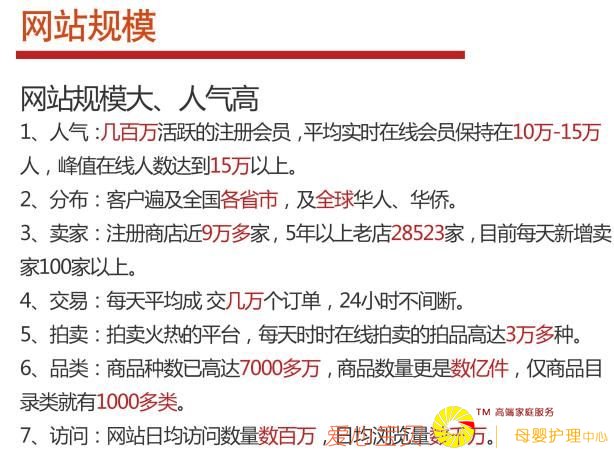 网站规模
网站规模大、人气高
1、人气：几百万活跃的注册会员，平均实时在线会员保持在10万-15万
人，峰值在线人数达到15万以上。
2、分布：客户遍及全国各省市，及全球华人、华侨。
3、卖家：注册商店近9万多家，5年以上老店28523家，目前每天新增卖
家100家以上。
4、交易：每天平均成 交几万个订单，24小时不间断。
5、拍卖：拍卖火热的平台，每天时时在线拍卖的拍品高达3万多种。
6、品类：商品种数已高达7000多万，商品数量更是数亿件，仅商品目
录类就有1000多类。
7、访问：网站日均访问数量数百万，日均浏览量数 万。
TM 高端家庭服务
母婴护理中心